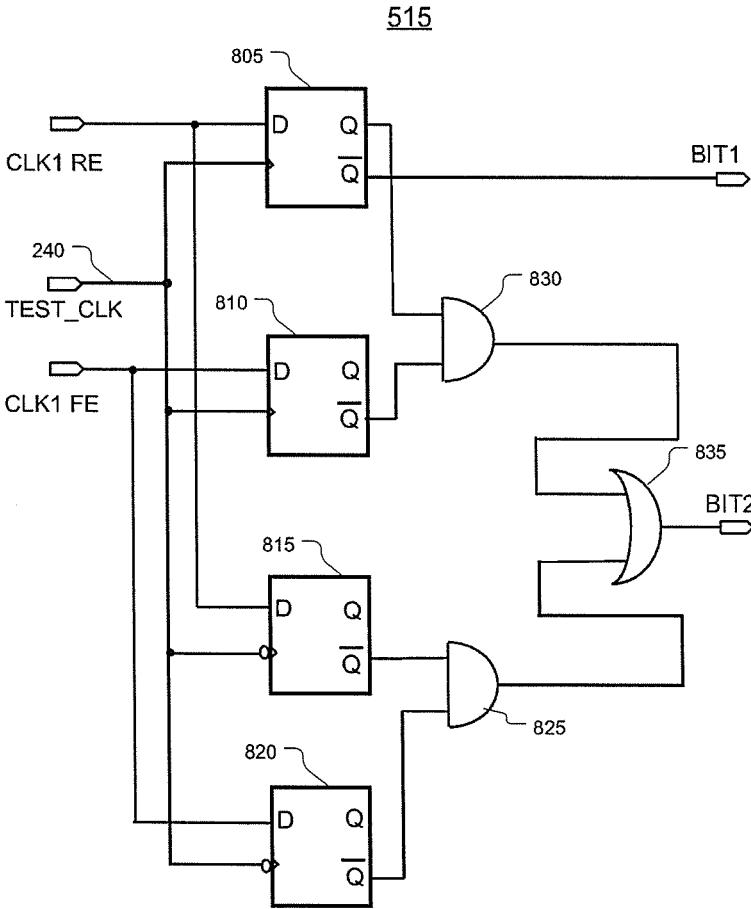 515
805
D Q
Q
CLK1 RE
BIT1
240
TEST_CLK
810
830
D Q
Q
CLK1 FE
835
BIT2
815
D Q
Q
825
820
D Q
Q